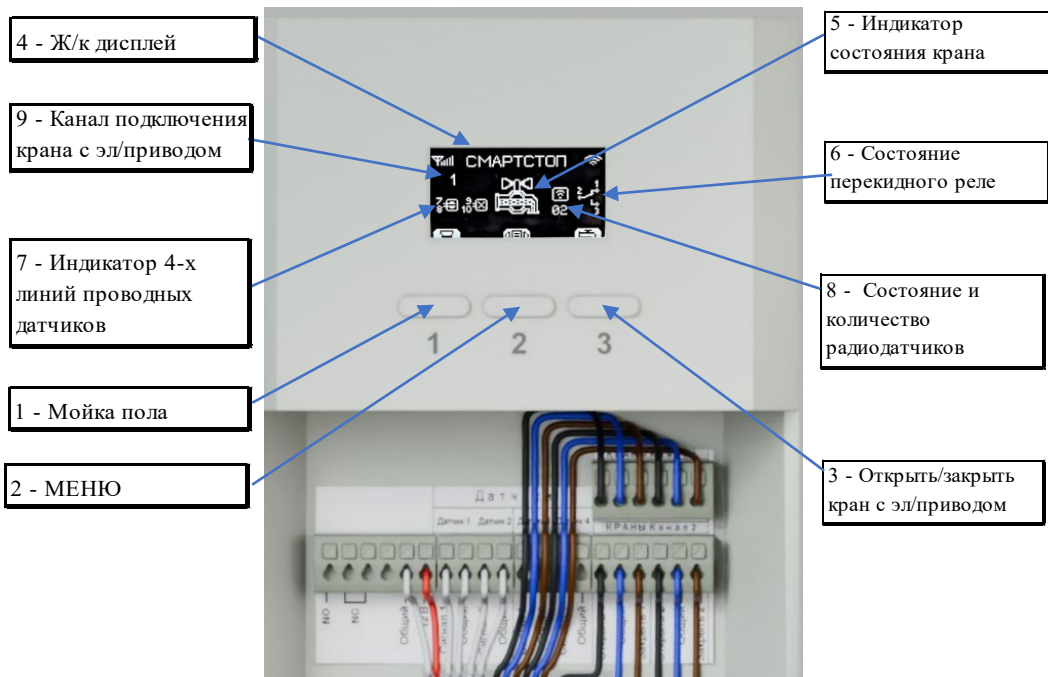 4 - Ж/к дисплей
5 - Индикатор
состояния крана
9 - Канал подключения
крана с эл/приводом
СМАРТСТОП
1
02
6 - Состояние
перекидного реле
7 - Индикатор 4-х
линий проводных
датчиков
8 - Состояние и
количество
радиодатчиков
1 2 3
1 - Мойка пола
2 - МЕНЮ
3 - Открыть/закрыть
кран с эл/приводом
Датчик 1 Датчик 2
КРАНЫ Канал 2
NO
NC
Общий
12 В